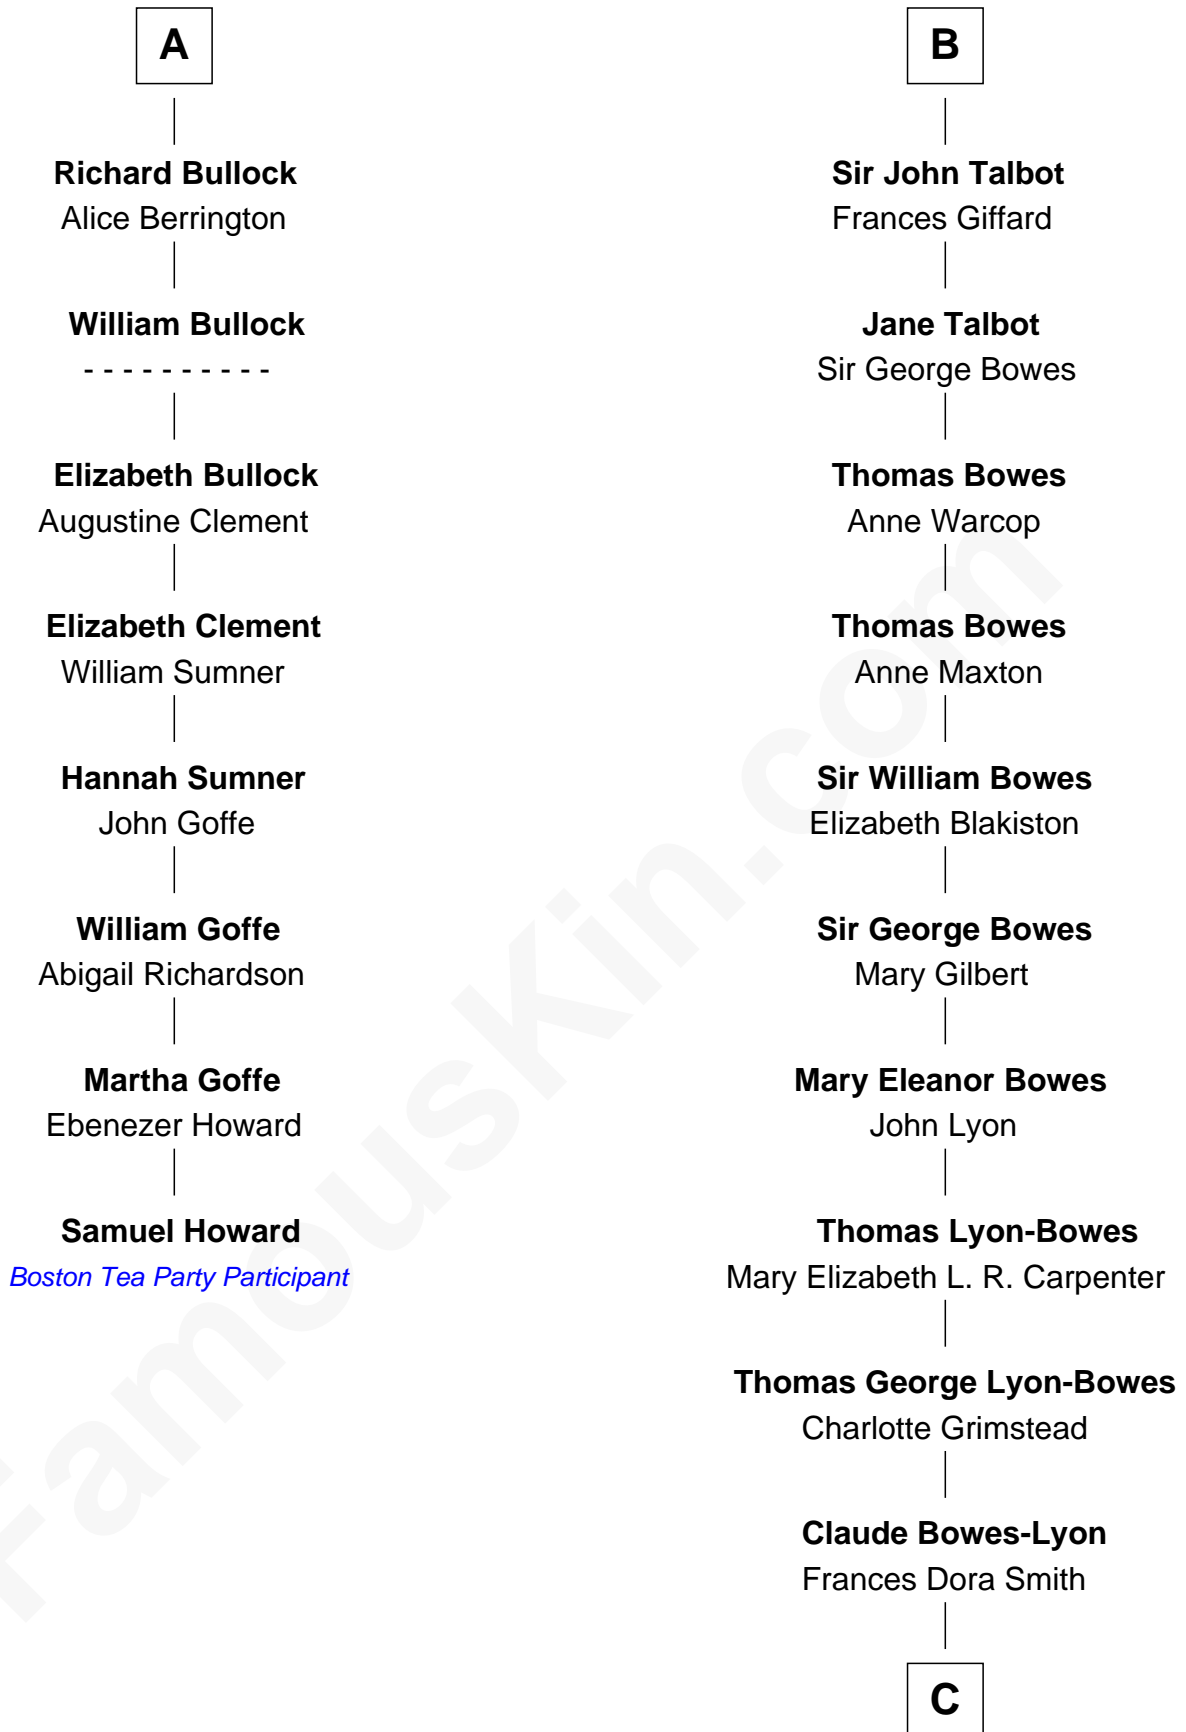 A
Richard Bullock
Alice Berrington
William Bullock
- - - - - - - - - -
Elizabeth Bullock
Augustine Clement
Elizabeth Clement
William Sumner
Hannah Sumner
John Goffe
William Goffe
Abigail Richardson
Martha Goffe
Ebenezer Howard
Samuel Howard
Boston Tea Party Participant
B
Sir John Talbot
Frances Giffard
Jane Talbot
Sir George Bowes
Thomas Bowes
Anne Warcop
Thomas Bowes
Anne Maxton
Sir William Bowes
Elizabeth Blakiston
Sir George Bowes
Mary Gilbert
Mary Eleanor Bowes
John Lyon
Thomas Lyon-Bowes
Mary Elizabeth L. R. Carpenter
Thomas George Lyon-Bowes
Charlotte Grimstead
Claude Bowes-Lyon
Frances Dora Smith
C
FamousKin.com